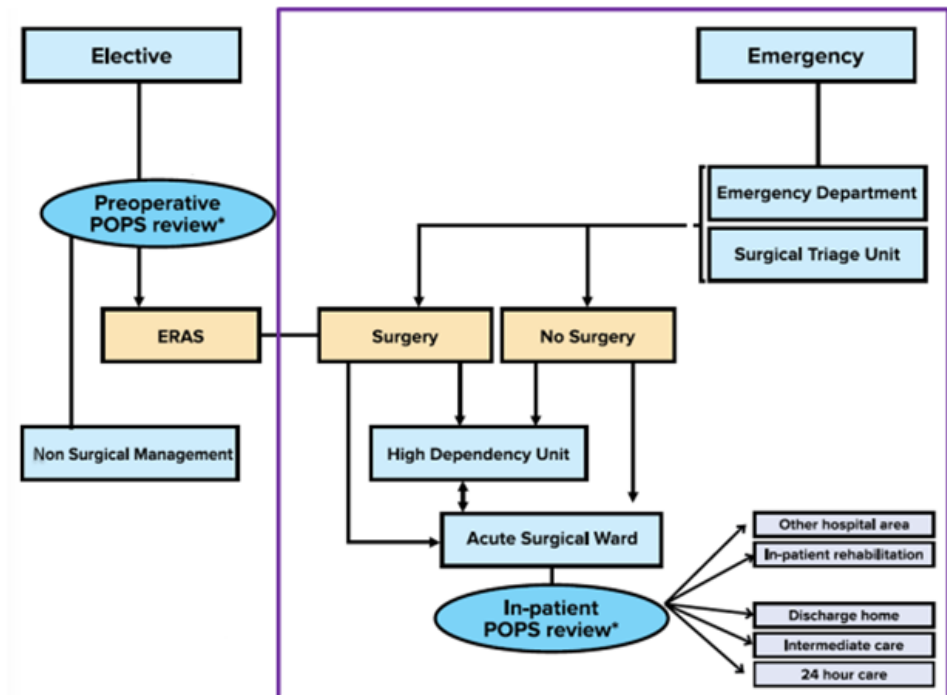 Elective
Emergency
Preoperative
POPS review*
Emergency Department
Surgical Triage Unit
ERAS
Surgery
No Surgery
Non Surgical Management
High Dependency Unit
Acute Surgical Ward
Other hospital area
In-patient rehabilitation
In-patient
POPS review*
Discharge home
Intermediate care
24 hour care